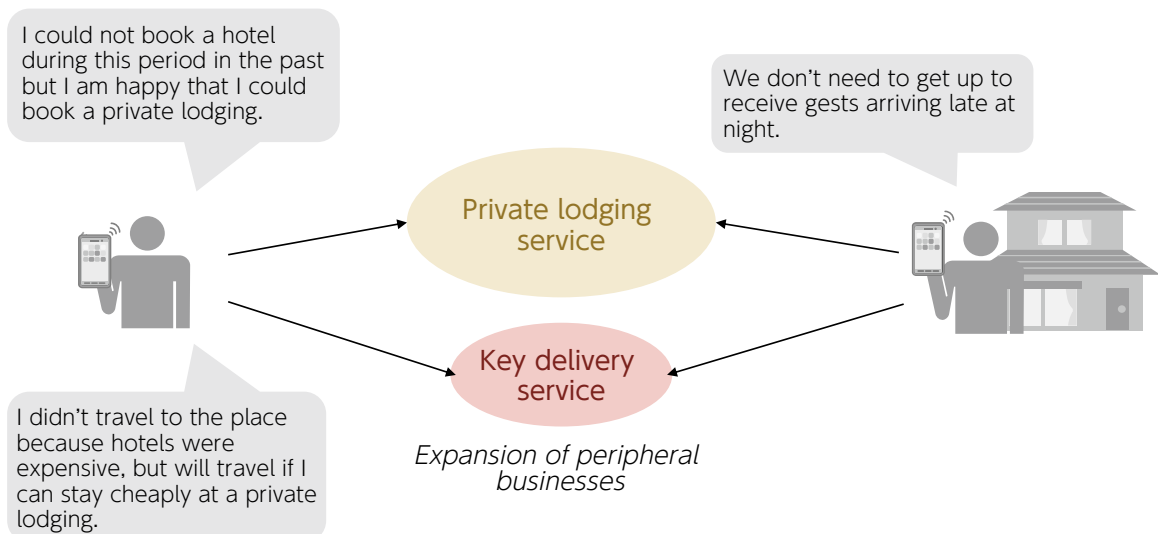 I could not book a hotel
during this period in the past
but I am happy that I could
book a private lodging.
We don't need to get up to
receive gests arriving late at
night.
Private lodging
service
Key delivery
service
Expansion of peripheral
businesses
I didn't travel to the place
because hotels were
expensive, but will travel if I
can stay cheaply at a private
lodging.